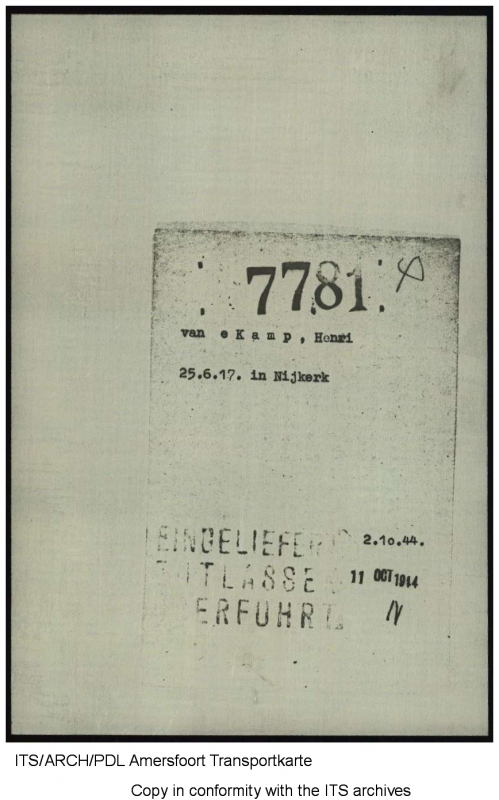 7781.
van eKamp, Henri
25.6.17. in Nijkerk
EINGELIEFERT 2.10.44.
ENTLASSEN 11 OCT 1944
ERFUHRT. N
ITS/ARCH/PDL Amersfoort Transportkarte
Copy in conformity with the ITS archives